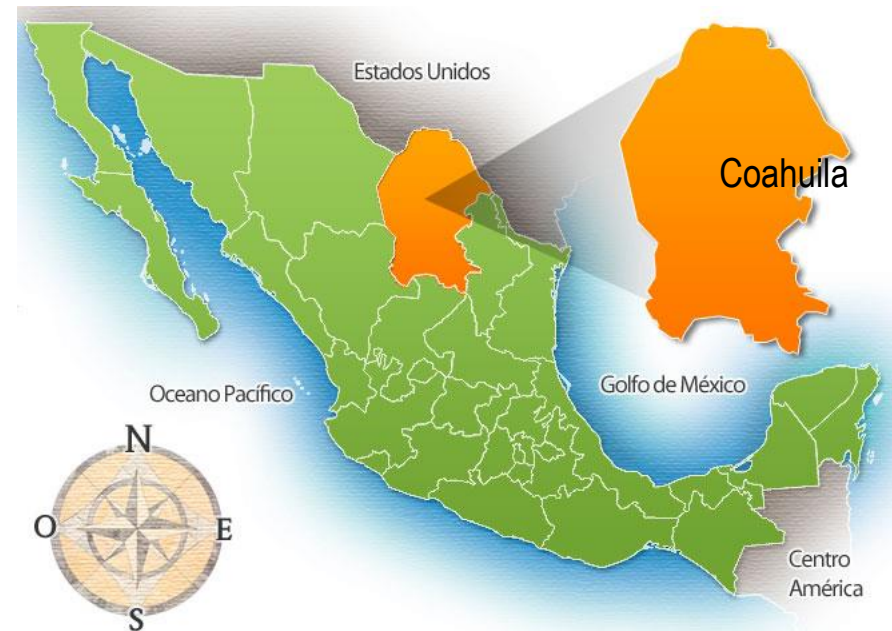 Estados Unidos
Coahuila
Oceano Pacífico
Golfo de México
N
O
E
S
Centro
América